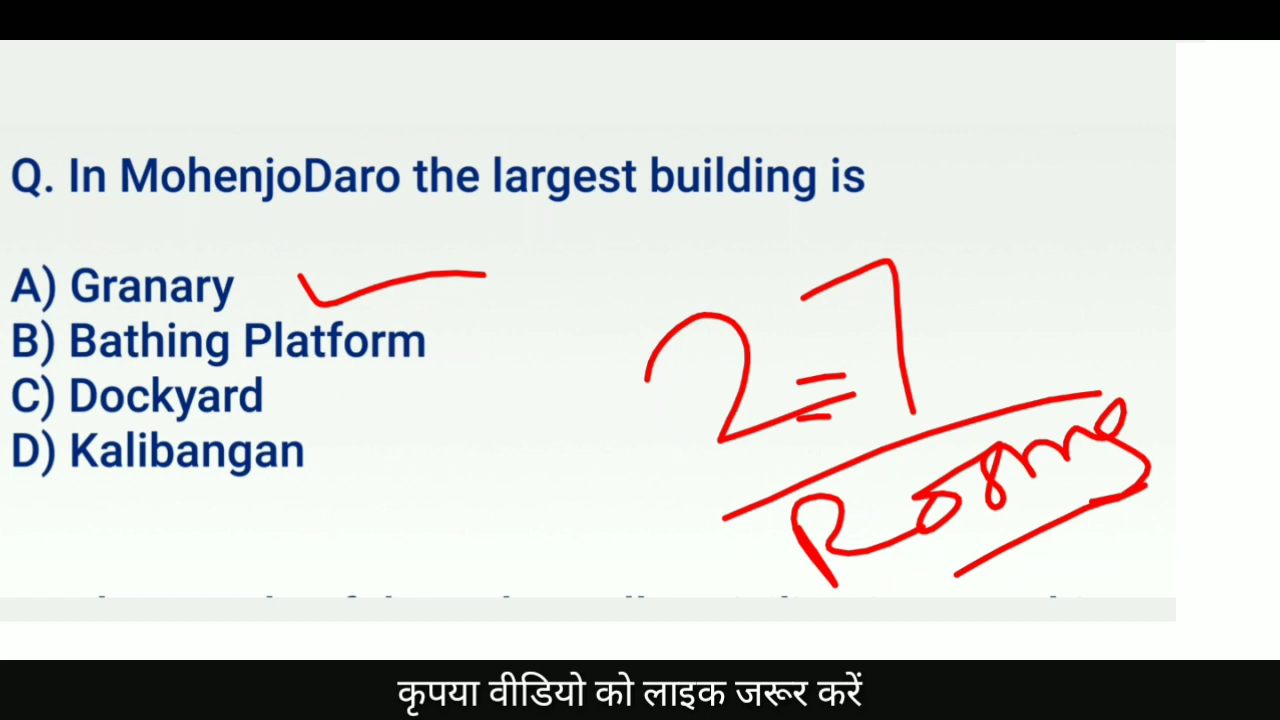 Q. In MohenjoDaro the largest building is
A) Granary
B) Bathing Platform
C) Dockyard
D) Kalibangan
27
Rooms
कृपया वीडियो को लाइक जरूर करें